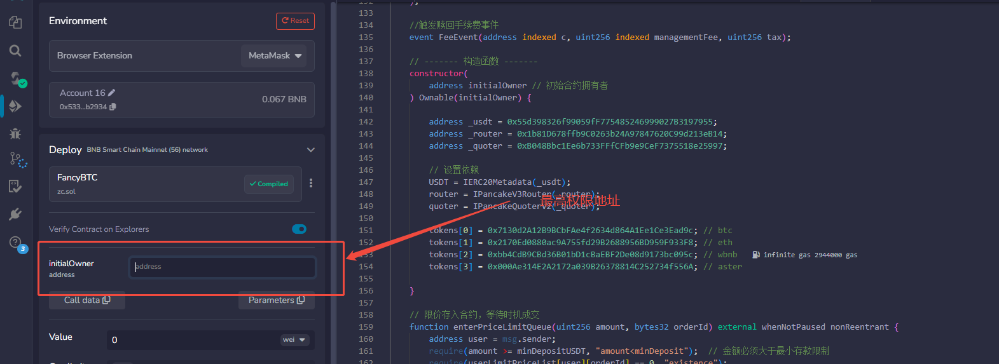 Environment
Reset
Browser Extension
MetaMask
Account 16
0x533...b2934
0.067 BNB
Deploy BNB Smart Chain Mainnet (56) network
FancyBTC
zc.sol
Compiled
Verify Contract on Explorers
initialOwner
address
address
Call data
Parameters
Value
0
wei
3
最高权限地址
132 );
133
134 //触发赎回手续费事件
135 event FeeEvent(address indexed c, uint256 indexed managementFee, uint256 tax);
136
137 // ------- 构造函数 -------
138 constructor(
139 address initialOwner // 初始合约拥有者
140 ) Ownable(initialOwner) {
141
142 address _usdt = 0x55d398326f99059fF775485246999027B3197955;
143 address _router = 0x1b81D678ffb9C0263b24A97847620C99d213eB14;
144 address _quoter = 0xB048Bbc1Ee6b733FFfCFb9e9CeF7375518e25997;
145
146 // 设置依赖
147 USDT = IERC20Metadata(_usdt);
148 router = IPancakeV3Router(_router);
149 quoter = IPancakeQuoterV2(_quoter);
150
151 tokens[0] = 0x7130d2A12B9BCbFAe4f2634d864A1Ee1Ce3Ead9c; // btc
152 tokens[1] = 0x2170Ed0880ac9A755fd29B2688956BD959F933F8; // eth
153 tokens[2] = 0xbb4CdB9CBd36B01bD1cBaEBF2De08d9173bc095c; // wbnb infinite gas 2944000 gas
154 tokens[3] = 0x000Ae314E2A2172a039B26378814C252734f556A; // aster
155
156 }
157
158 // 限价存入合约，等待时机成交
159 function enterPriceLimitQueue(uint256 amount, bytes32 orderId) external whenNotPaused nonReentrant {
160 address user = msg.sender;
161 require(amount >= minDepositUSDT, "amount<minDeposit"); // 金额必须大于最小存款限制
162 require(userLimitPriceList[user][orderId] == 0, "existence");